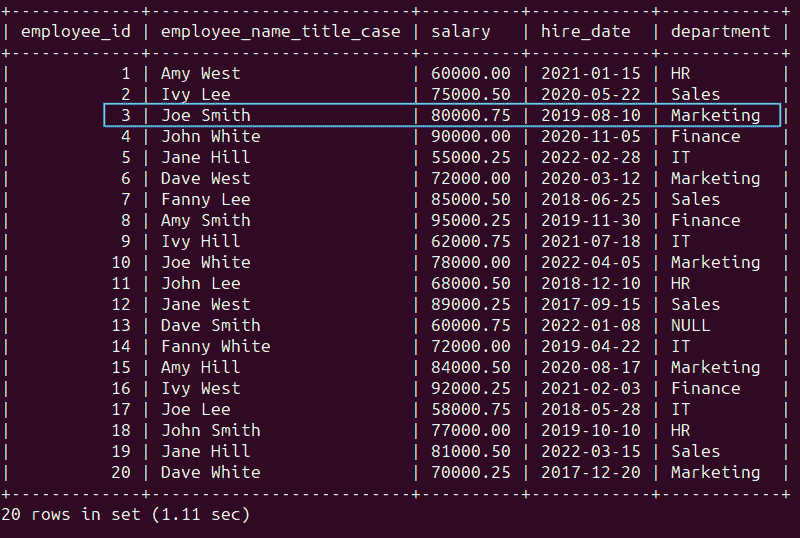 +-------------+--------------------------+----------+------------+------------+
| employee_id | employee_name_title_case | salary   | hire_date  | department |
+-------------+--------------------------+----------+------------+------------+
|           1 | Amy West                 | 60000.00 | 2021-01-15 | HR         |
|           2 | Ivy Lee                  | 75000.50 | 2020-05-22 | Sales      |
|           3 | Joe Smith                | 80000.75 | 2019-08-10 | Marketing  |
|           4 | John White               | 90000.00 | 2020-11-05 | Finance    |
|           5 | Jane Hill                | 55000.25 | 2022-02-28 | IT         |
|           6 | Dave West                | 72000.00 | 2020-03-12 | Marketing  |
|           7 | Fanny Lee                | 85000.50 | 2018-06-25 | Sales      |
|           8 | Amy Smith                | 95000.25 | 2019-11-30 | Finance    |
|           9 | Ivy Hill                 | 62000.75 | 2021-07-18 | IT         |
|          10 | Joe White                | 78000.00 | 2022-04-05 | Marketing  |
|          11 | John Lee                 | 68000.50 | 2018-12-10 | HR         |
|          12 | Jane West                | 89000.25 | 2017-09-15 | Sales      |
|          13 | Dave Smith               | 60000.75 | 2022-01-08 | NULL       |
|          14 | Fanny White              | 72000.00 | 2019-04-22 | IT         |
|          15 | Amy Hill                 | 84000.50 | 2020-08-17 | Marketing  |
|          16 | Ivy West                 | 92000.25 | 2021-02-03 | Finance    |
|          17 | Joe Lee                  | 58000.75 | 2018-05-28 | IT         |
|          18 | John Smith               | 77000.00 | 2019-10-10 | HR         |
|          19 | Jane Hill                | 81000.50 | 2022-03-15 | Sales      |
|          20 | Dave White               | 70000.25 | 2017-12-20 | Marketing  |
+-------------+--------------------------+----------+------------+------------+
20 rows in set (1.11 sec)